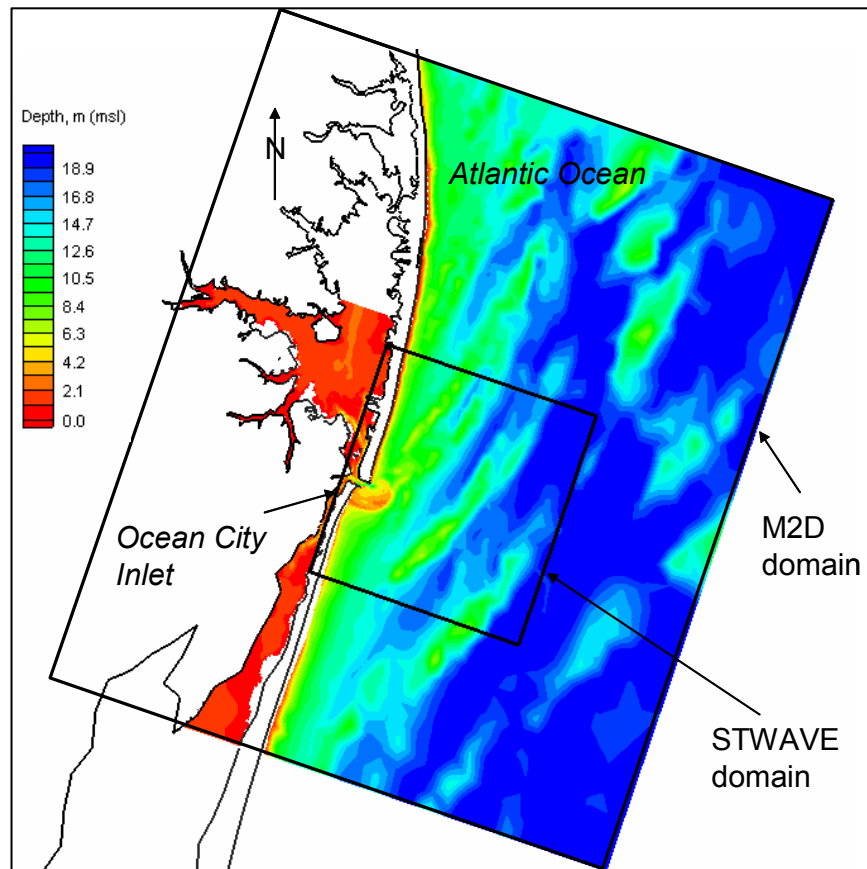 Depth, m (msl)
18.9
16.8
14.7
12.6
10.5
8.4
6.3
4.2
2.1
0.0
N
Atlantic Ocean
Ocean City
Inlet
M2D
domain
STWAVE
domain